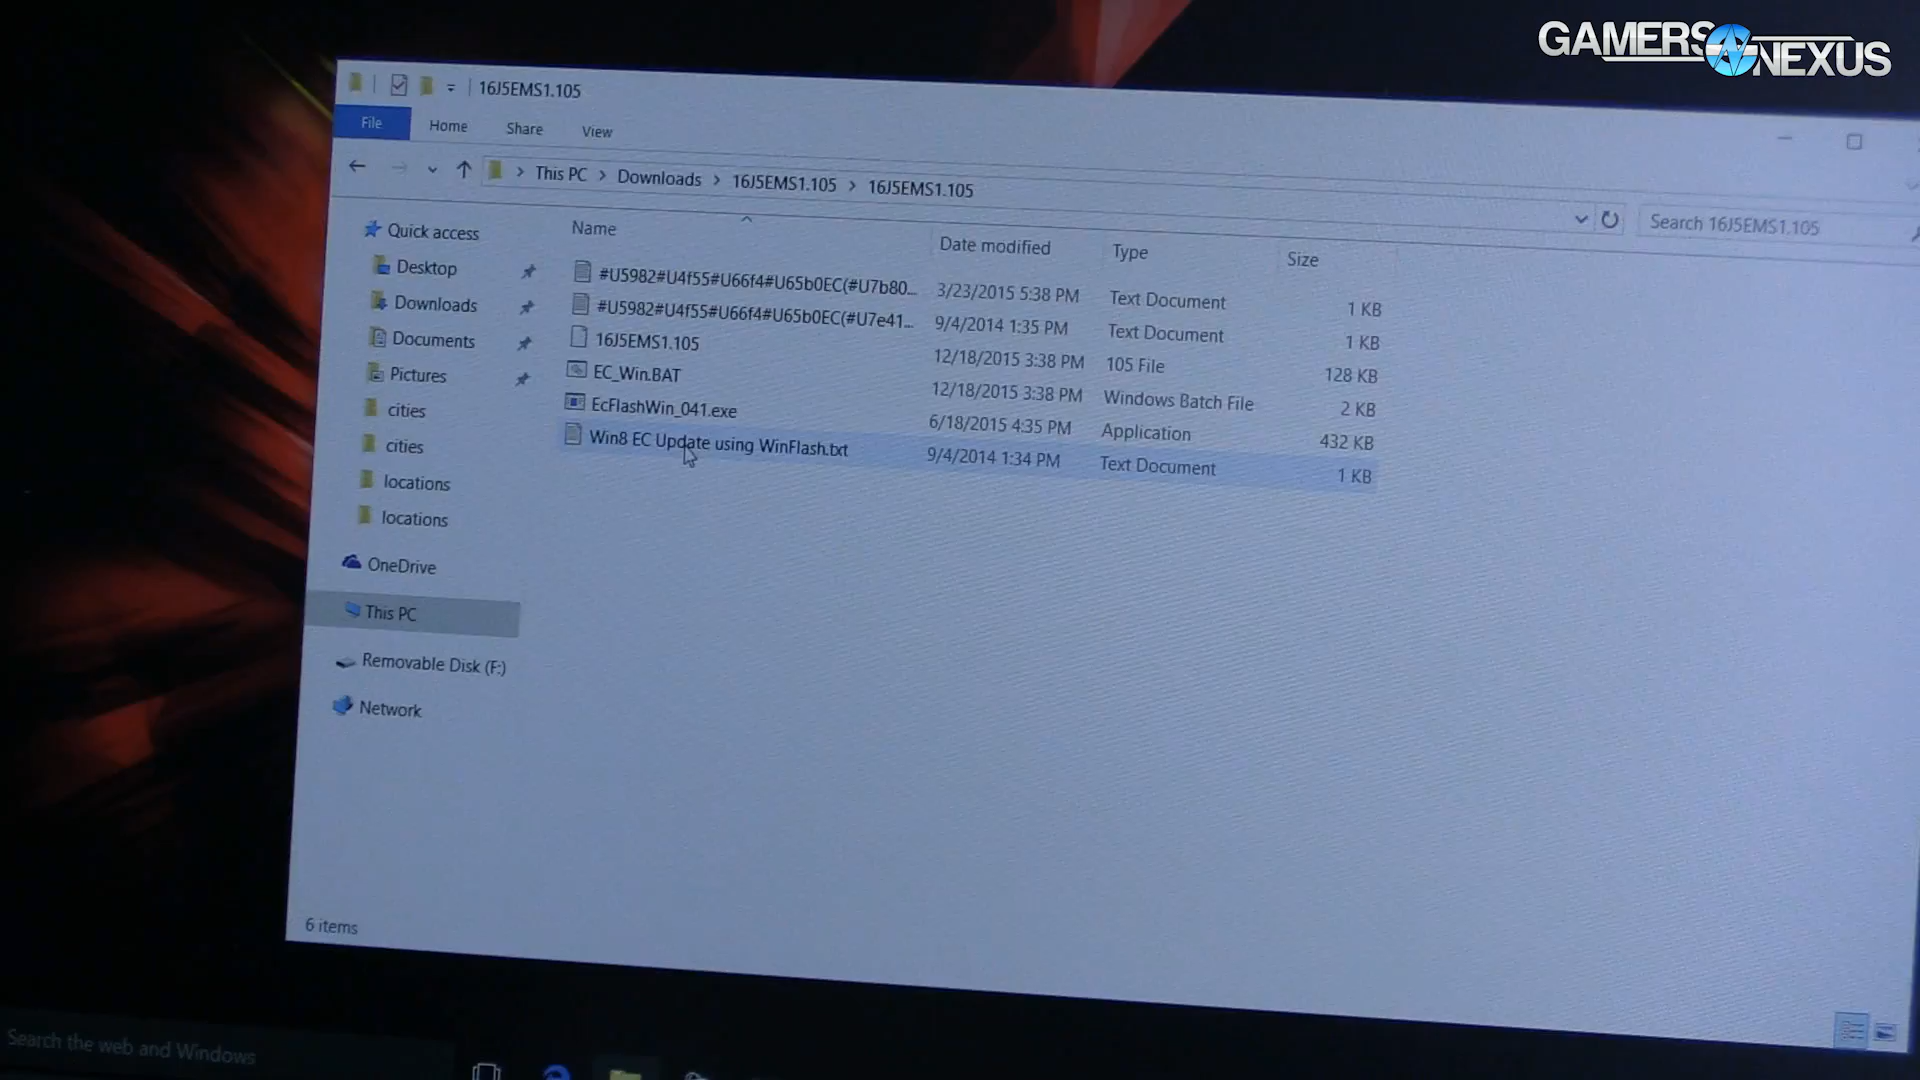 GAMERS NEXUS
16J5EMS1.105
File Home Share View
This PC > Downloads > 16J5EMS1.105 > 16J5EMS1.105
Search 16J5EMS1.105
Name Date modified Type Size
#U5982#U4f55#U66f4#U65b0EC(#U7b80... 3/23/2015 5:38 PM Text Document 1 KB
#U5982#U4f55#U66f4#U65b0EC(#U7e41... 9/4/2014 1:35 PM Text Document 1 KB
16J5EMS1.105 12/18/2015 3:38 PM 105 File 128 KB
EC_Win.BAT 12/18/2015 3:38 PM Windows Batch File 2 KB
EcFlashWin_041.exe 6/18/2015 4:35 PM Application 432 KB
Win8 EC Update using WinFlash.txt 9/4/2014 1:34 PM Text Document 1 KB
Quick access
Desktop
Downloads
Documents
Pictures
cities
cities
locations
locations
OneDrive
This PC
Removable Disk (F:)
Network
6 items
Search the web and Windows